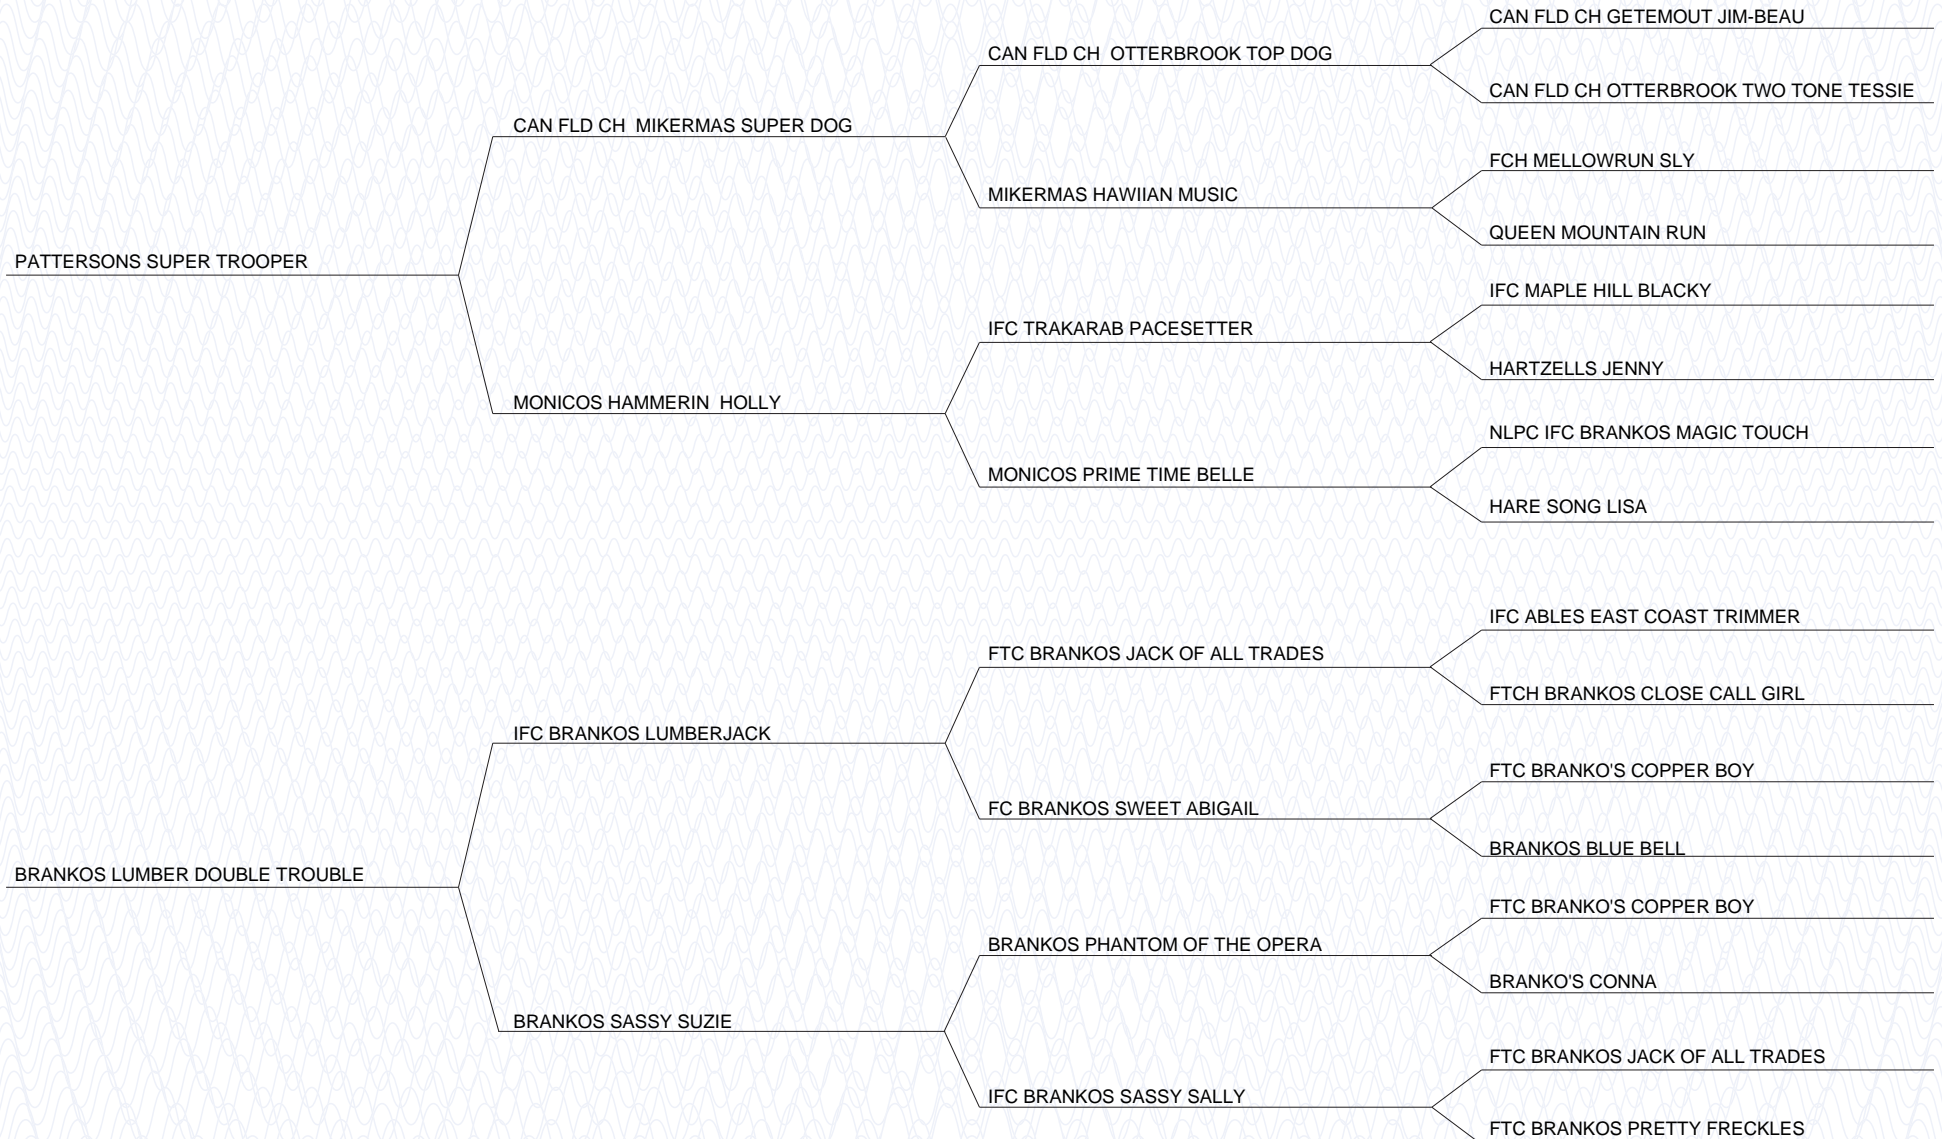 CAN FLD CH GETEMOUT JIM-BEAU
CAN FLD CH  OTTERBROOK TOP DOG
CAN FLD CH OTTERBROOK TWO TONE TESSIE
CAN FLD CH  MIKERMAS SUPER DOG
FCH MELLOWRUN SLY
MIKERMAS HAWIIAN MUSIC
QUEEN MOUNTAIN RUN
PATTERSONS SUPER TROOPER
IFC MAPLE HILL BLACKY
IFC TRAKARAB PACESETTER
HARTZELLS JENNY
MONICOS HAMMERIN  HOLLY
NLPC IFC BRANKOS MAGIC TOUCH
MONICOS PRIME TIME BELLE
HARE SONG LISA
IFC ABLES EAST COAST TRIMMER
FTC BRANKOS JACK OF ALL TRADES
FTCH BRANKOS CLOSE CALL GIRL
IFC BRANKOS LUMBERJACK
FTC BRANKO'S COPPER BOY
FC BRANKOS SWEET ABIGAIL
BRANKOS BLUE BELL
BRANKOS LUMBER DOUBLE TROUBLE
FTC BRANKO'S COPPER BOY
BRANKOS PHANTOM OF THE OPERA
BRANKO'S CONNA
BRANKOS SASSY SUZIE
FTC BRANKOS JACK OF ALL TRADES
IFC BRANKOS SASSY SALLY
FTC BRANKOS PRETTY FRECKLES